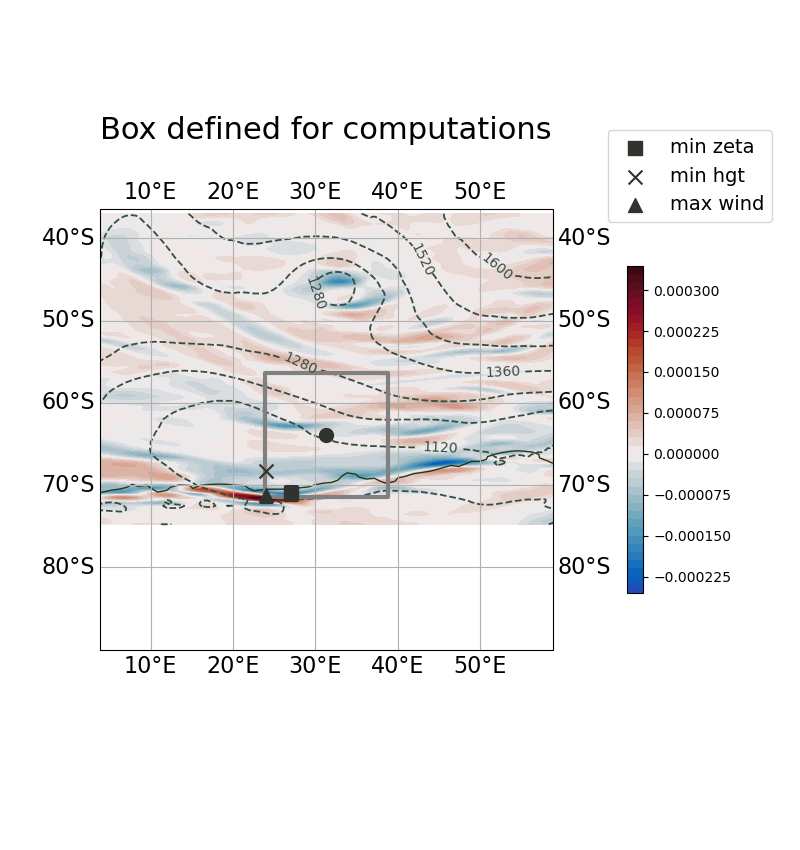 Box defined for computations
min zeta
min hgt
max wind
10°E 20°E 30°E 40°E 50°E
40°S 40°S
50°S 50°S
60°S 60°S
70°S 70°S
80°S 80°S
10°E 20°E 30°E 40°E 50°E
1520
1600
1280
1280
1360
1120
0.000300
0.000225
0.000150
0.000075
0.000000
−0.000075
−0.000150
−0.000225